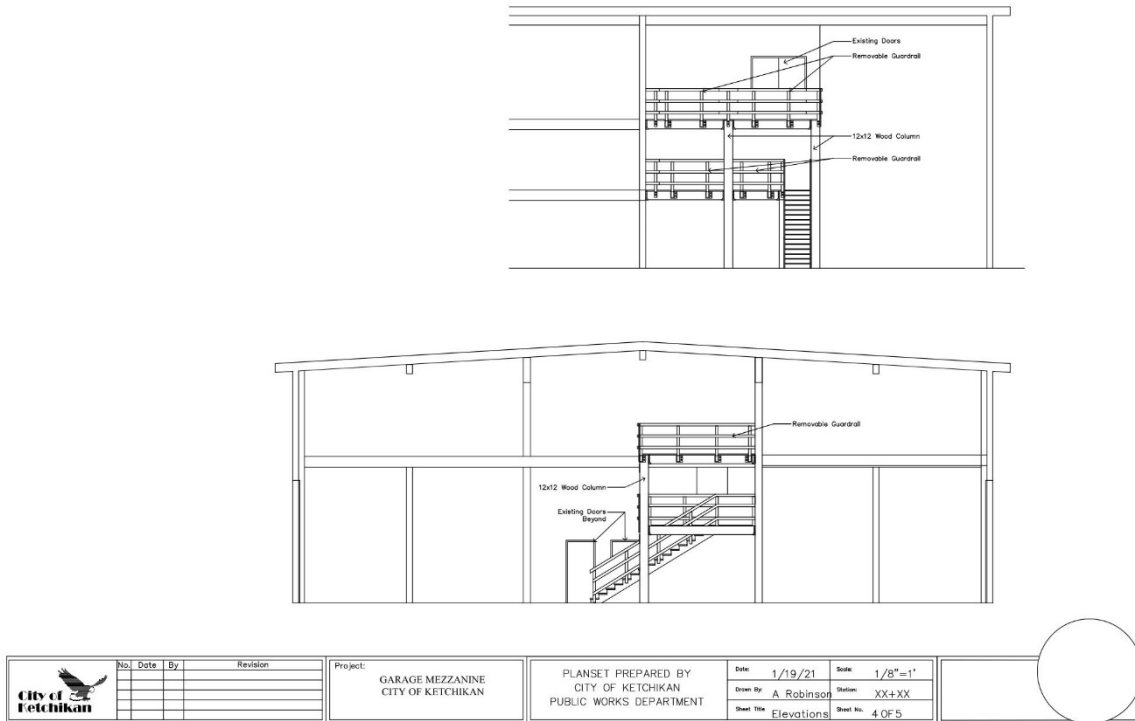 Existing Doors
Removable Guardrail
12x12 Wood Column
Removable Guardrail
Removable Guardrail
12x12 Wood Column
Existing Doors
Beyond
City of
Ketchikan
No. Date By Revision
Project:
GARAGE MEZZANINE
CITY OF KETCHIKAN
PLANSET PREPARED BY
CITY OF KETCHIKAN
PUBLIC WORKS DEPARTMENT
Date: 1/19/21 Scale: 1/8"=1'
Drawn By: A Robinson Station: XX+XX
Sheet Title Elevations Sheet No. 4 OF 5